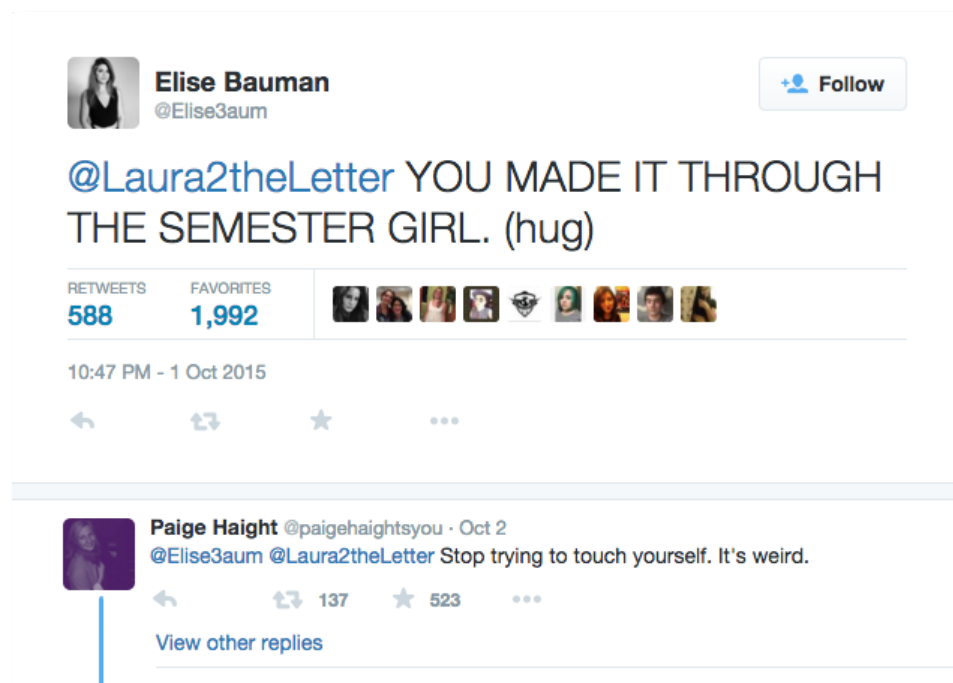 Elise Bauman
@Elise3aum
Follow
@Laura2theLetter YOU MADE IT THROUGH
THE SEMESTER GIRL. (hug)
RETWEETS FAVORITES
588 1,992
10:47 PM - 1 Oct 2015
Paige Haight @paigehaightsyou · Oct 2
@Elise3aum @Laura2theLetter Stop trying to touch yourself. It's weird.
137 523
View other replies